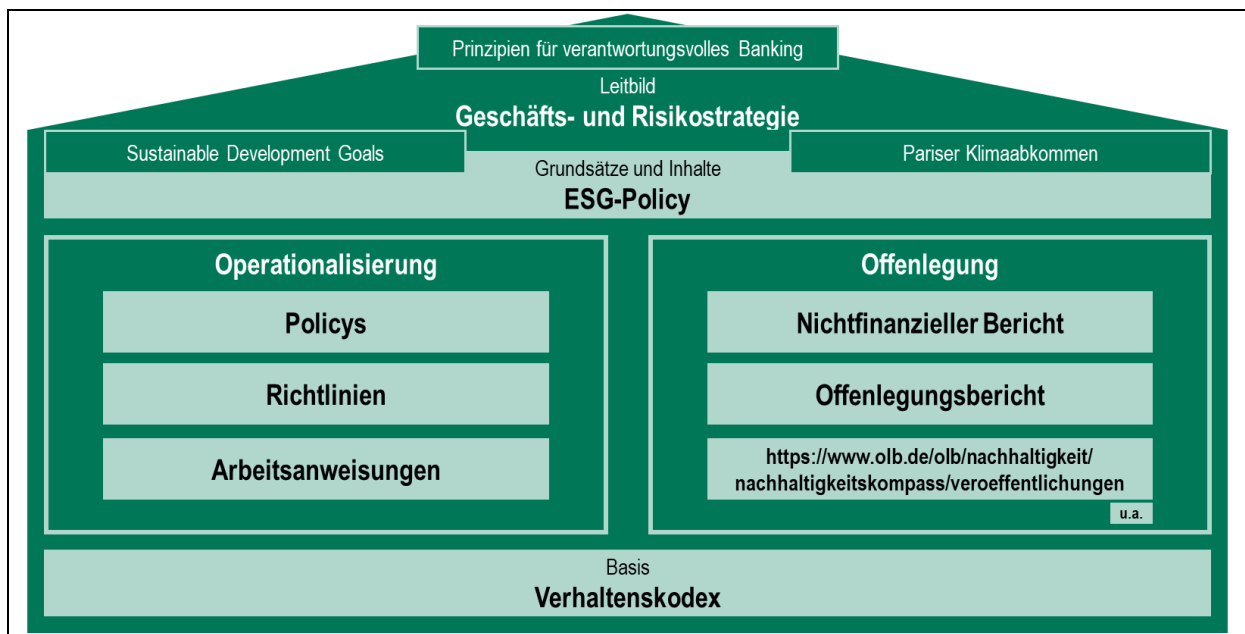 Prinzipien für verantwortungsvolles Banking
Leitbild
Geschäfts- und Risikostrategie
Sustainable Development Goals
Pariser Klimaabkommen
Grundsätze und Inhalte
ESG-Policy
Operationalisierung
Policys
Richtlinien
Arbeitsanweisungen
Offenlegung
Nichtfinanzieller Bericht
Offenlegungsbericht
https://www.olb.de/olb/nachhaltigkeit/
nachhaltigkeitskompass/veroeffentlichungen
u.a.
Basis
Verhaltenskodex